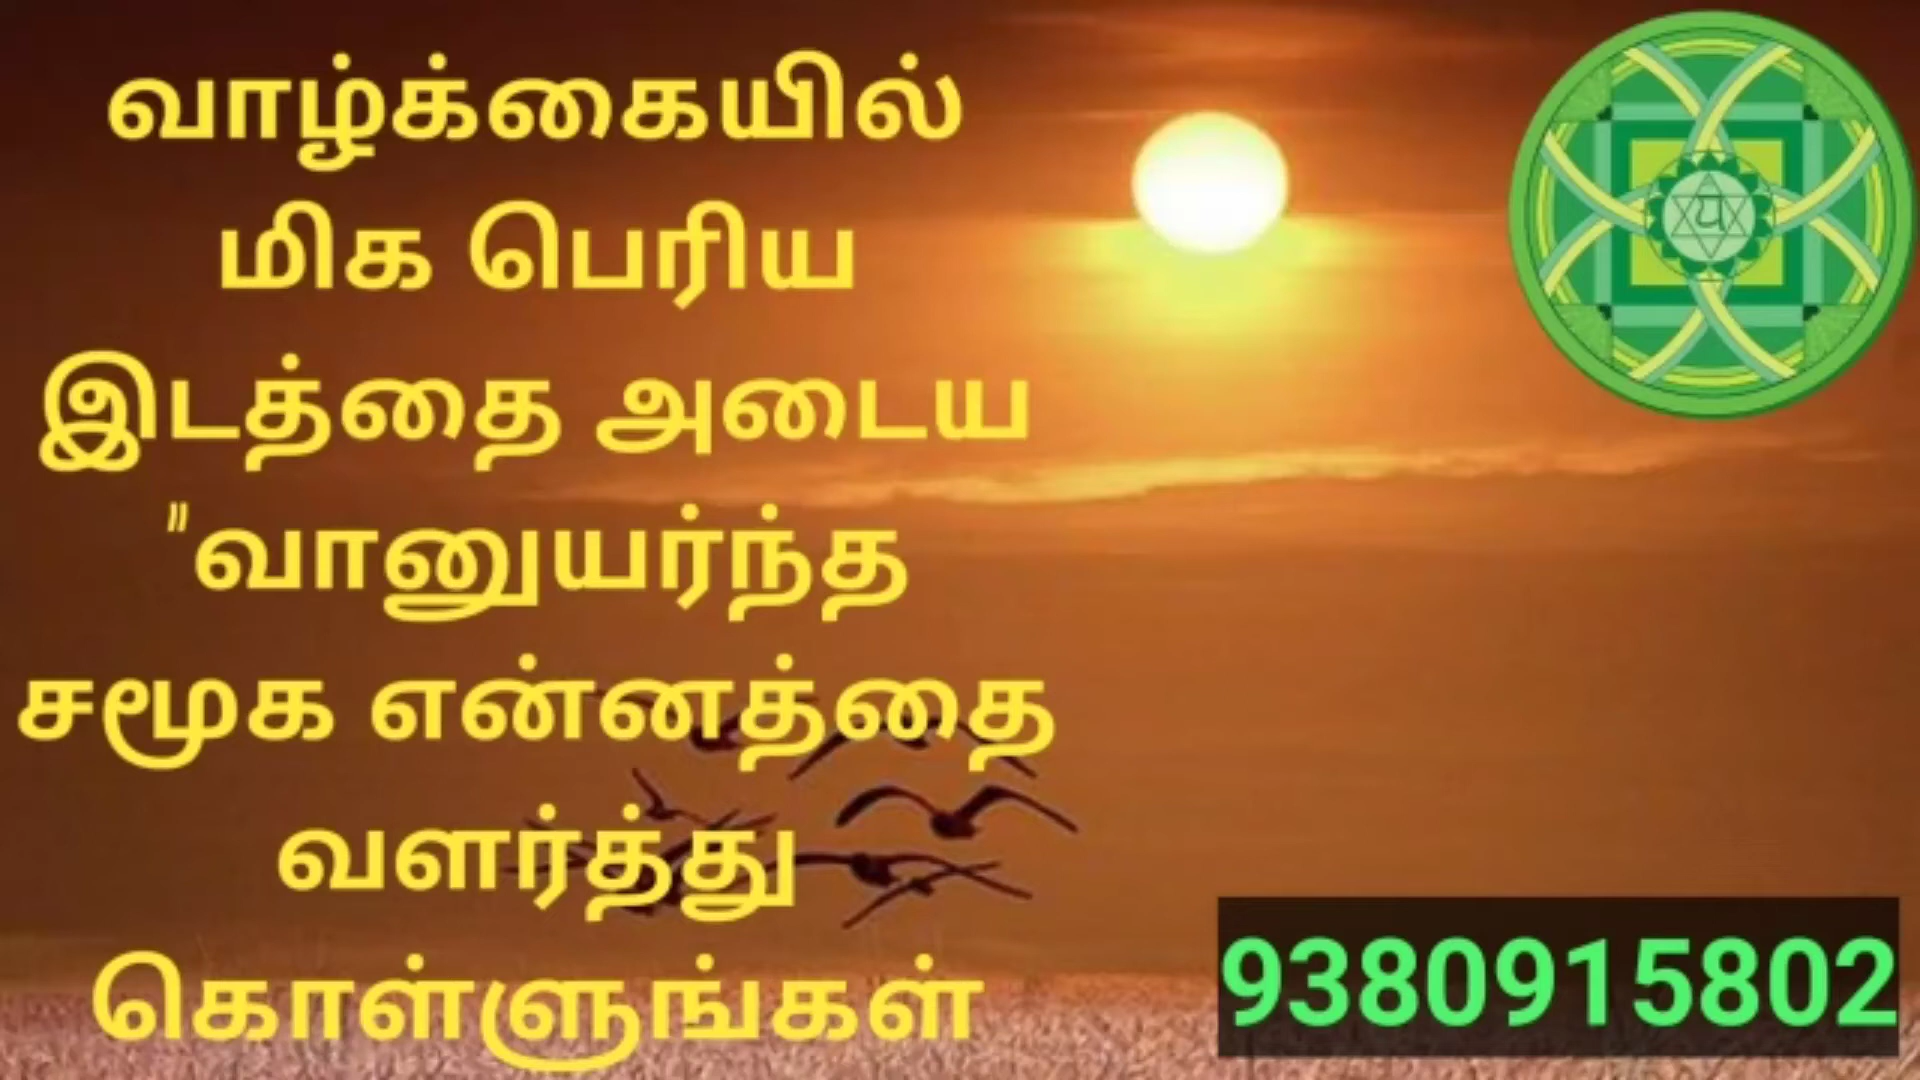 வாழ்க்கையில்
மிக பெரிய
இடத்தை அடைய
"வானுயர்ந்த
சமூக என்னத்தை
வளர்த்து
கொள்ளுங்கள்
य
9380915802